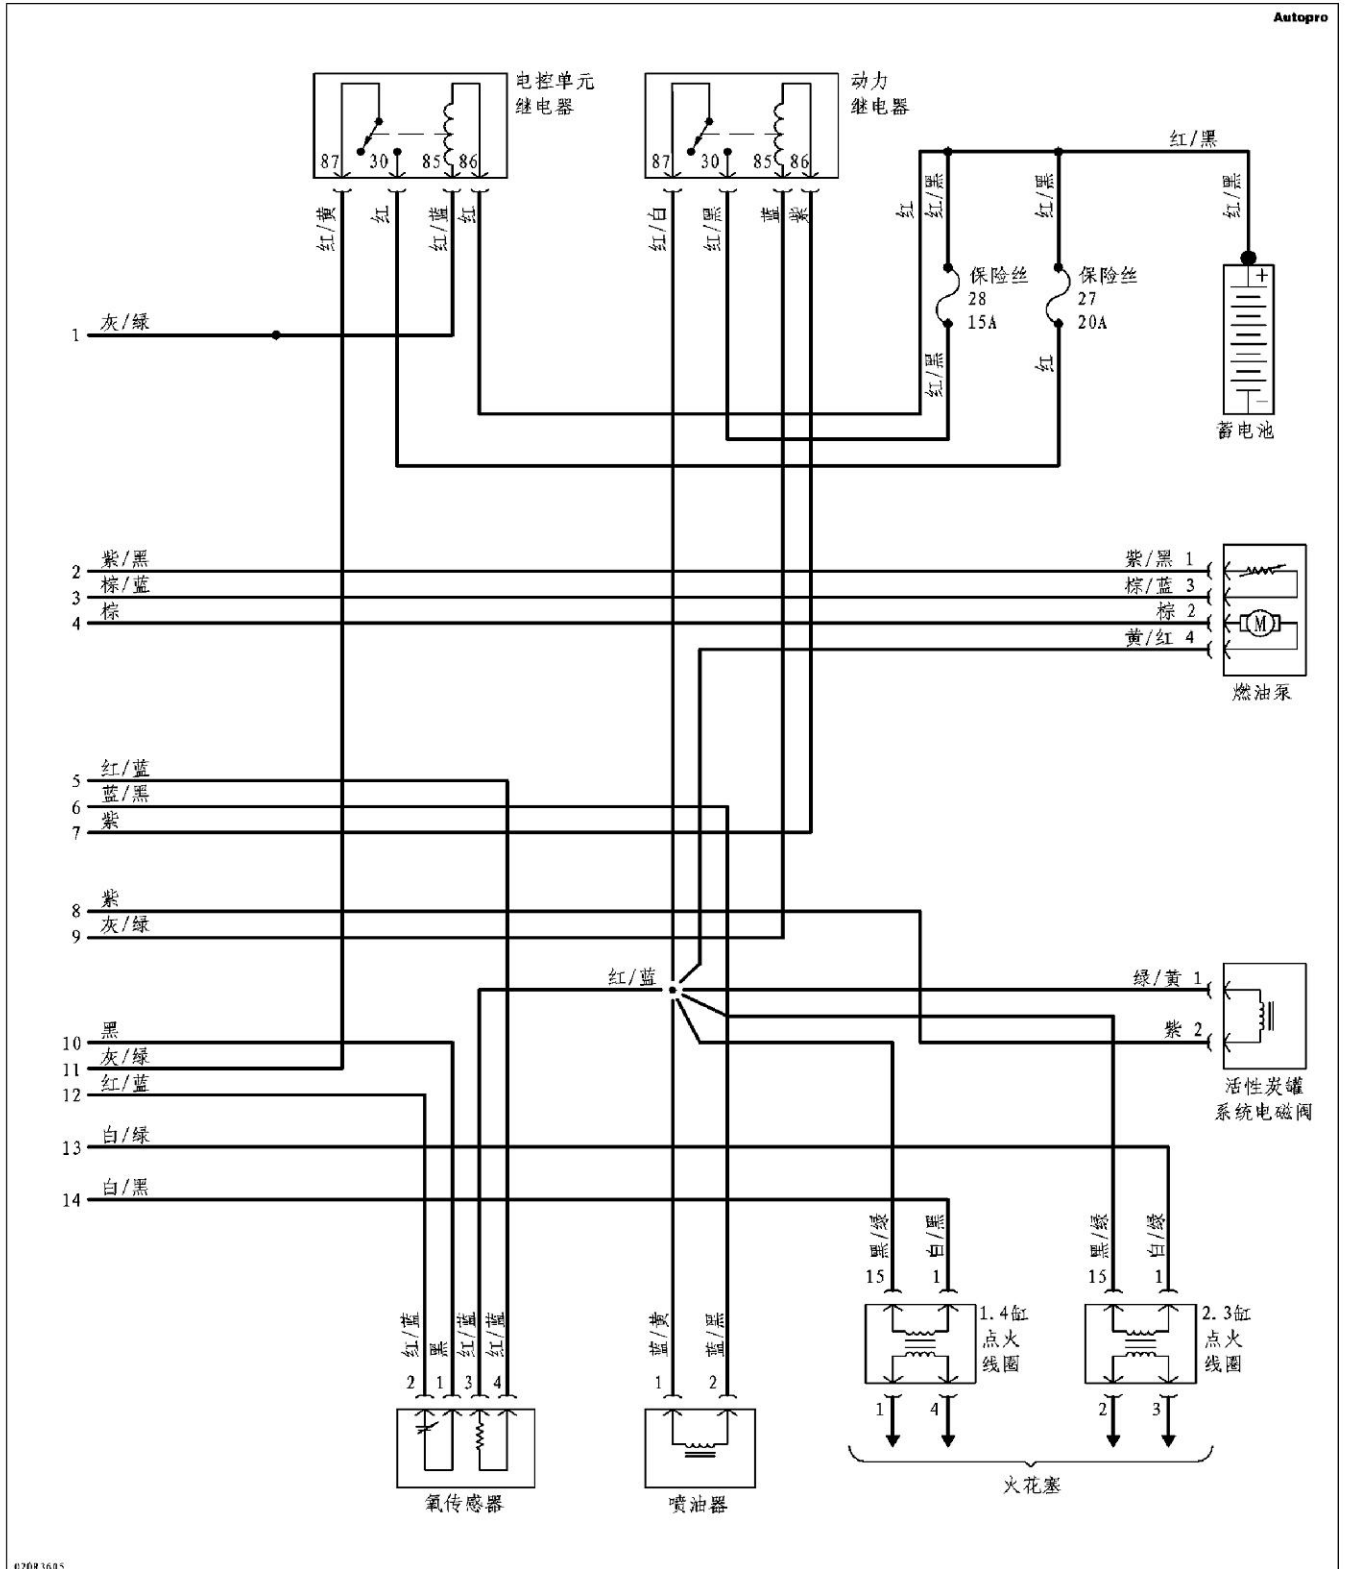 Autopro
电控单元
继电器
动力
继电器
87 30 85 86
87 30 85 86
红/黄
红
红/蓝
红
红/白
红/黑
蓝
紫
红/黑
红
红/黑
红/黑
红/黑
保险丝
28
15A
保险丝
27
20A
+
-
红/黑
红
蓄电池
1 灰/绿
2 紫/黑
3 棕/蓝
4 棕
紫/黑 1
棕/蓝 3
棕 2
黄/红 4
M
燃油泵
5 红/蓝
6 蓝/黑
7 紫
8 紫
9 灰/绿
红/蓝
绿/黄 1
紫 2
活性炭罐
系统电磁阀
10 黑
11 灰/绿
12 红/蓝
13 白/绿
14 白/黑
黑/绿
白/黑
黑/绿
白/绿
15 1
15 1
1.4缸
点火
线圈
2.3缸
点火
线圈
红/蓝
黑
红/蓝
红/蓝
蓝/黄
蓝/黑
2 1 3 4
1 2
1 4
2 3
火花塞
氧传感器
喷油器
020R3605